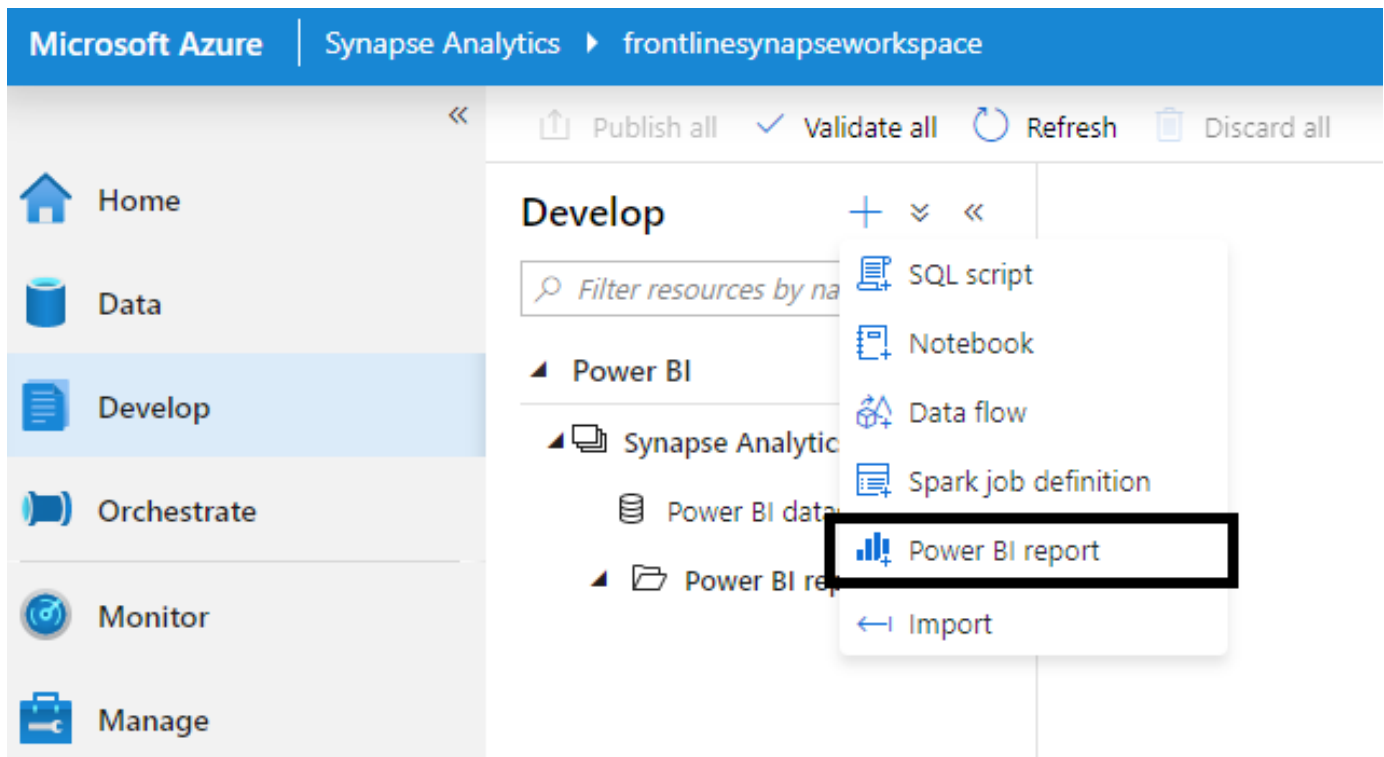 Microsoft Azure Synapse Analytics frontlinesynapseworkspace
Publish all Validate all Refresh Discard all
Home
Data
Develop
Orchestrate
Monitor
Manage
Develop
Filter resources by na
Power BI
Synapse Analytic
Power BI data
Power BI rep
SQL script
Notebook
Data flow
Spark job definition
Power BI report
Import